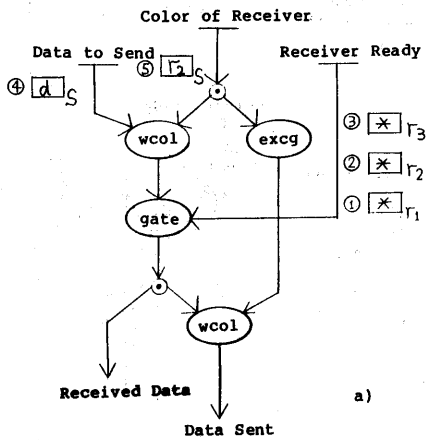 Color of Receiver
Data to Send
Receiver Ready
⑤ r₂ S
④ d S
③ * r₃
wcol
excg
② * r₂
① * r₁
gate
wcol
Received Data
a)
Data Sent